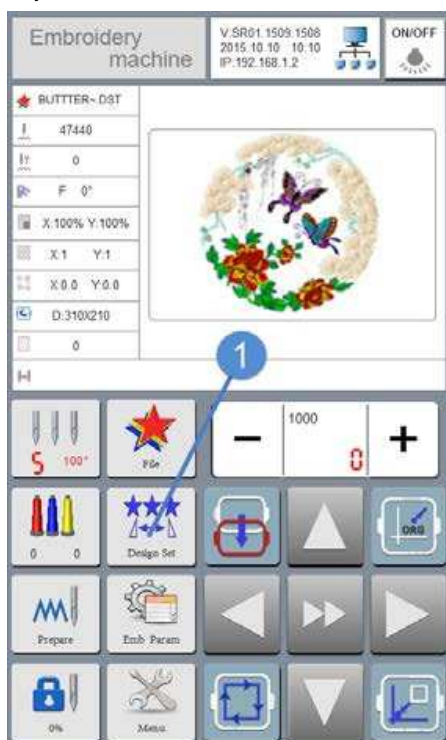 Embroidery
machine
V:SR01.1509.1508
2015.10.10 10:10
IP:192.168.1.2
ON/OFF
BUTTTER~.DST
47440
0
F 0°
X:100% Y:100%
X:1 Y:1
X:0.0 Y:0.0
D:310X210
0
1
5 100°
File
−
1000
0
+
0 0
Design Set
ORG
Prepare
Emb Param
0%
Menu